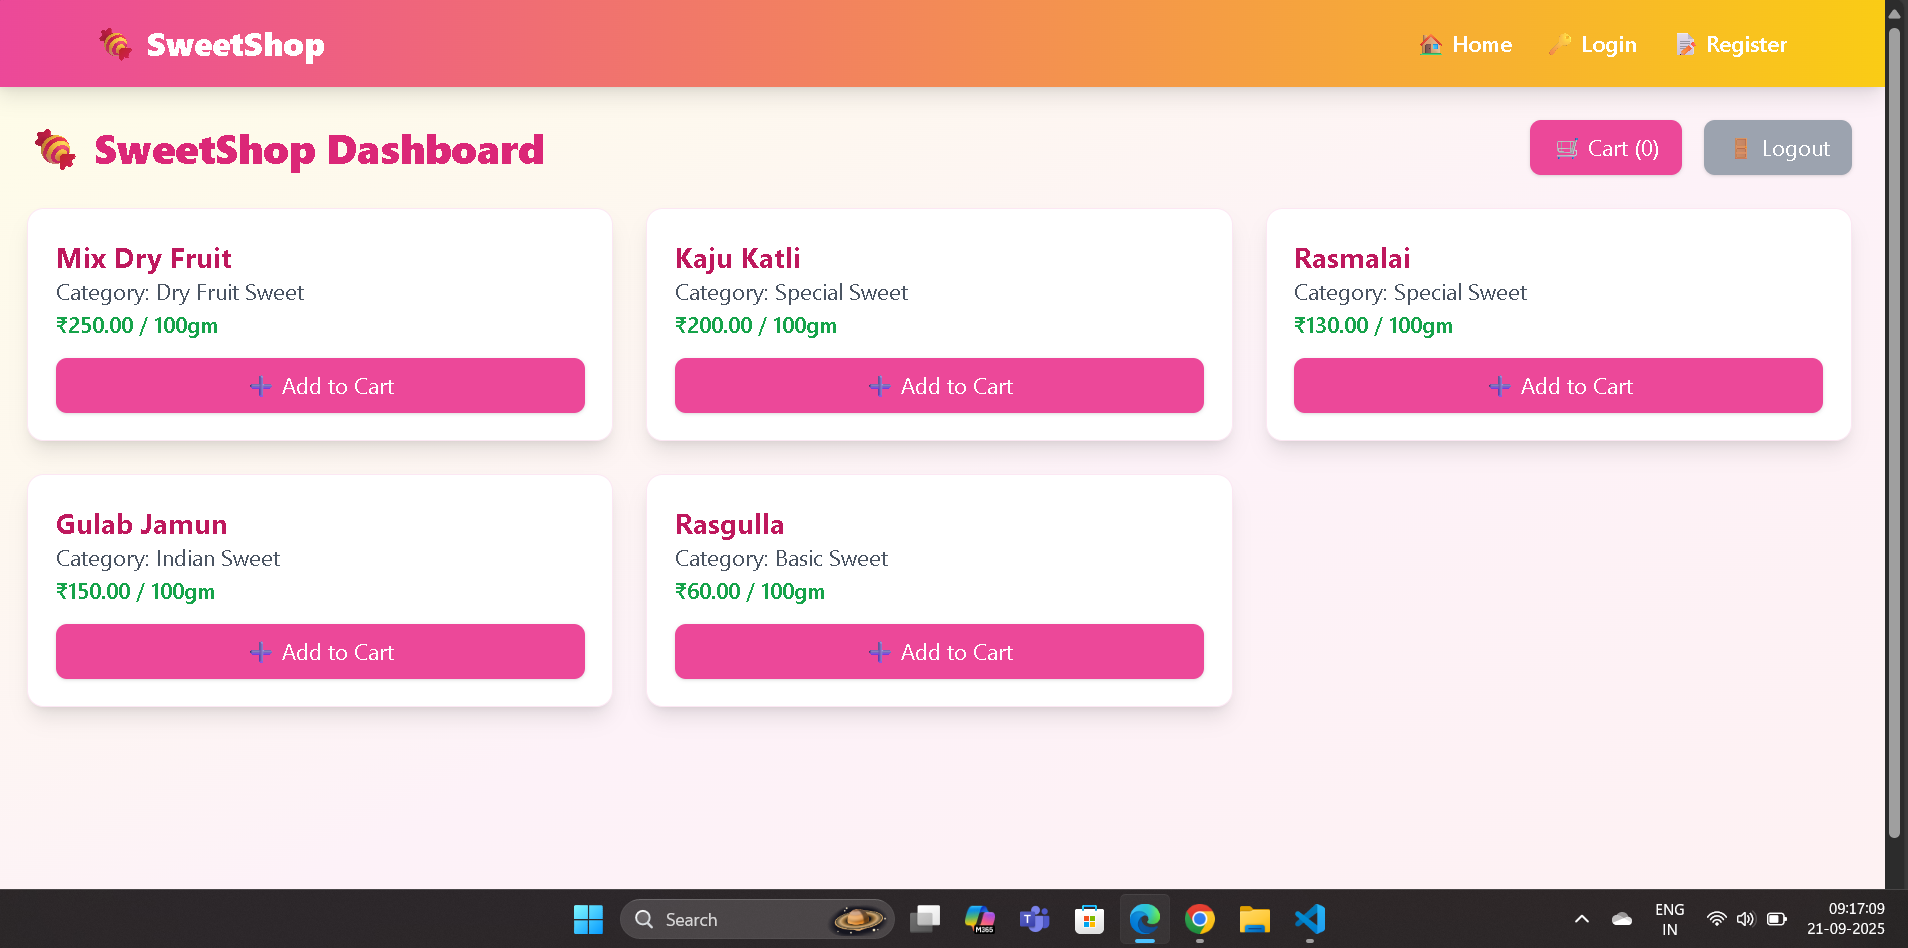 SweetShop
Home
Login
Register
SweetShop Dashboard
Cart (0)
Logout
Mix Dry Fruit
Category: Dry Fruit Sweet
₹250.00 / 100gm
Add to Cart
Kaju Katli
Category: Special Sweet
₹200.00 / 100gm
Add to Cart
Rasmalai
Category: Special Sweet
₹130.00 / 100gm
Add to Cart
Gulab Jamun
Category: Indian Sweet
₹150.00 / 100gm
Add to Cart
Rasgulla
Category: Basic Sweet
₹60.00 / 100gm
Add to Cart
Search
M365
T
ENG
IN
09:17:09
21-09-2025